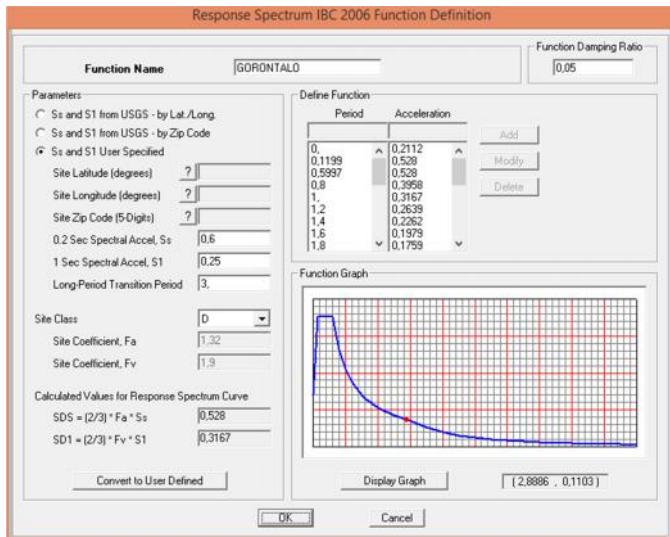 Response Spectrum IBC 2006 Function Definition
Function Name GORONTALO
Function Damping Ratio
0,05
Parameters
Ss and S1 from USGS - by Lat./Long.
Ss and S1 from USGS - by Zip Code
Ss and S1 User Specified
Site Latitude (degrees) ?
Site Longitude (degrees) ?
Site Zip Code (5-Digits) ?
0.2 Sec Spectral Accel, Ss 0,6
1 Sec Spectral Accel, S1 0,25
Long-Period Transition Period 3,
Site Class D
Site Coefficient, Fa 1,32
Site Coefficient, Fv 1,9
Calculated Values for Response Spectrum Curve
SDS = (2/3) * Fa * Ss 0,528
SD1 = (2/3) * Fv * S1 0,3167
Convert to User Defined
Define Function
Period Acceleration
0, 0,2112
0,1199 0,528
0,5997 0,528
0,8 0,3958
1, 0,3167
1,2 0,2639
1,4 0,2262
1,6 0,1979
1,8 0,1759
Add
Modify
Delete
Function Graph
Display Graph (2,8886 , 0,1103)
OK Cancel